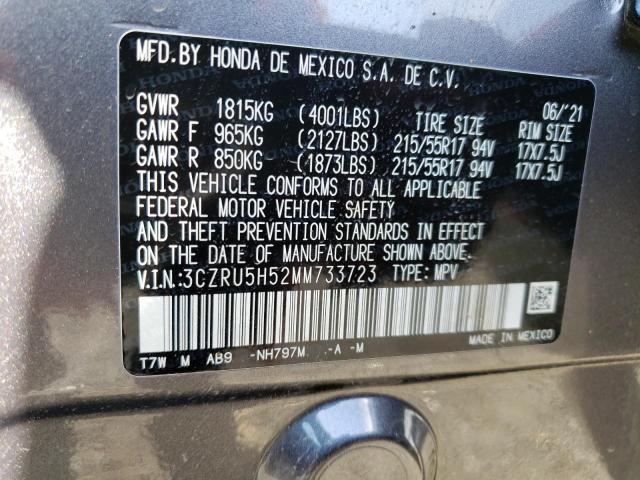 MFD. BY HONDA DE MEXICO S.A. DE C.V.
06/'21
GVWR 1815KG (4001LBS) TIRE SIZE RIM SIZE
GAWR F 965KG (2127LBS) 215/55R17 94V 17X7.5J
GAWR R 850KG (1873LBS) 215/55R17 94V 17X7.5J
THIS VEHICLE CONFORMS TO ALL APPLICABLE
FEDERAL MOTOR VEHICLE SAFETY
AND THEFT PREVENTION STANDARDS IN EFFECT
ON THE DATE OF MANUFACTURE SHOWN ABOVE.
V.I.N.:3CZRU5H52MM733723 TYPE: MPV
MADE IN MEXICO
T7W M AB9 -NH797M .-A -M